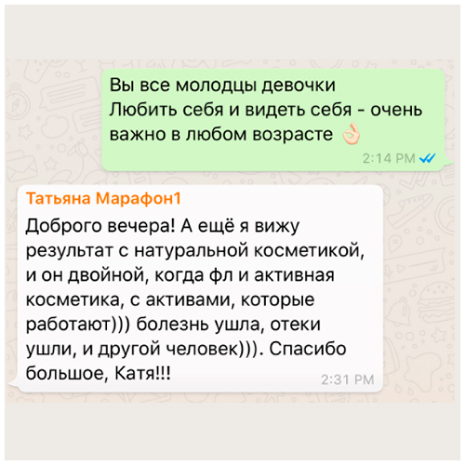 Вы все молодцы девочки
Любить себя и видеть себя - очень
важно в любом возрасте 👌🏻
2:14 PM
Татьяна Марафон1
Доброго вечера! А ещё я вижу
результат с натуральной косметикой,
и он двойной, когда фл и активная
косметика, с активами, которые
работают))) болезнь ушла, отеки
ушли, и другой человек))). Спасибо
большое, Катя!!!
2:31 PM